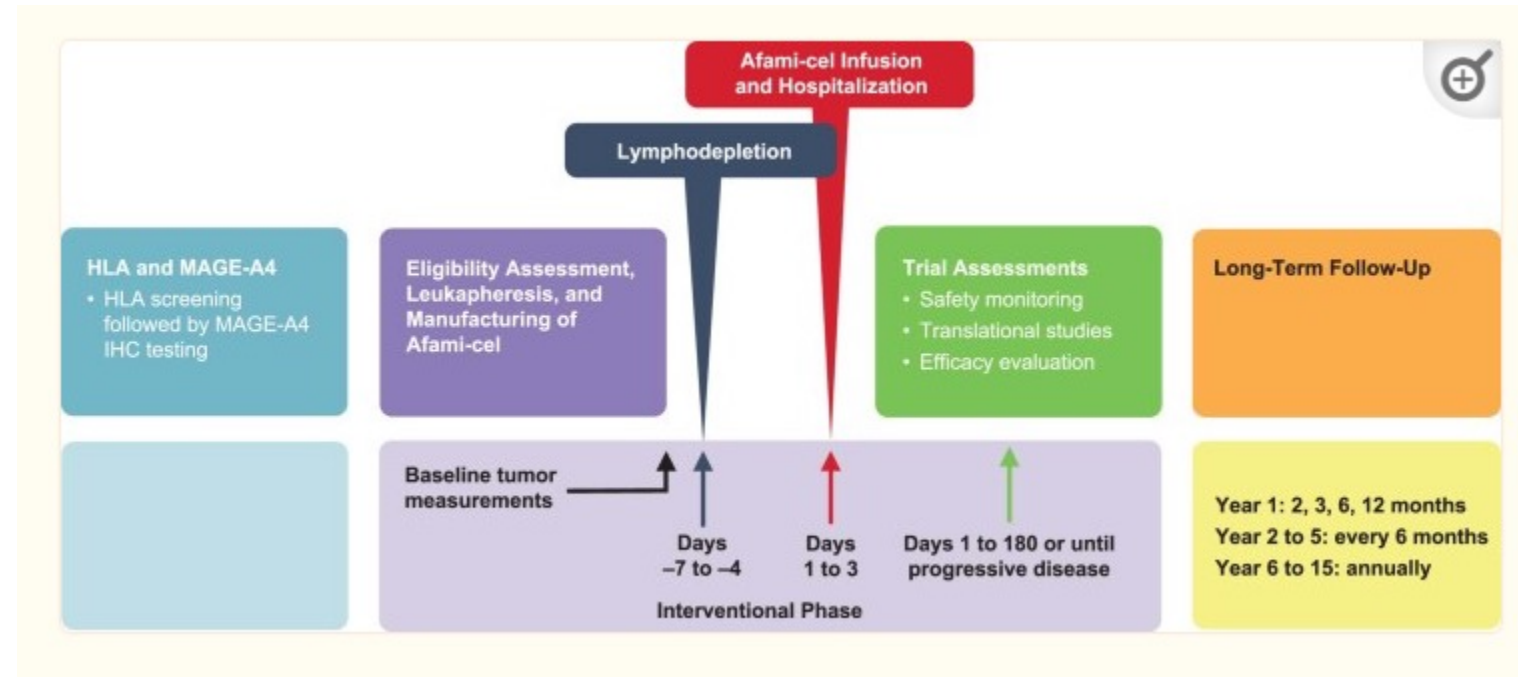 Afami-cel Infusion
and Hospitalization
Lymphodepletion
HLA and MAGE-A4
• HLA screening
followed by MAGE-A4
IHC testing
Eligibility Assessment,
Leukapheresis, and
Manufacturing of
Afami-cel
Trial Assessments
• Safety monitoring
• Translational studies
• Efficacy evaluation
Long-Term Follow-Up
Baseline tumor
measurements
Days
–7 to –4
Days
1 to 3
Days 1 to 180 or until
progressive disease
Interventional Phase
Year 1: 2, 3, 6, 12 months
Year 2 to 5: every 6 months
Year 6 to 15: annually